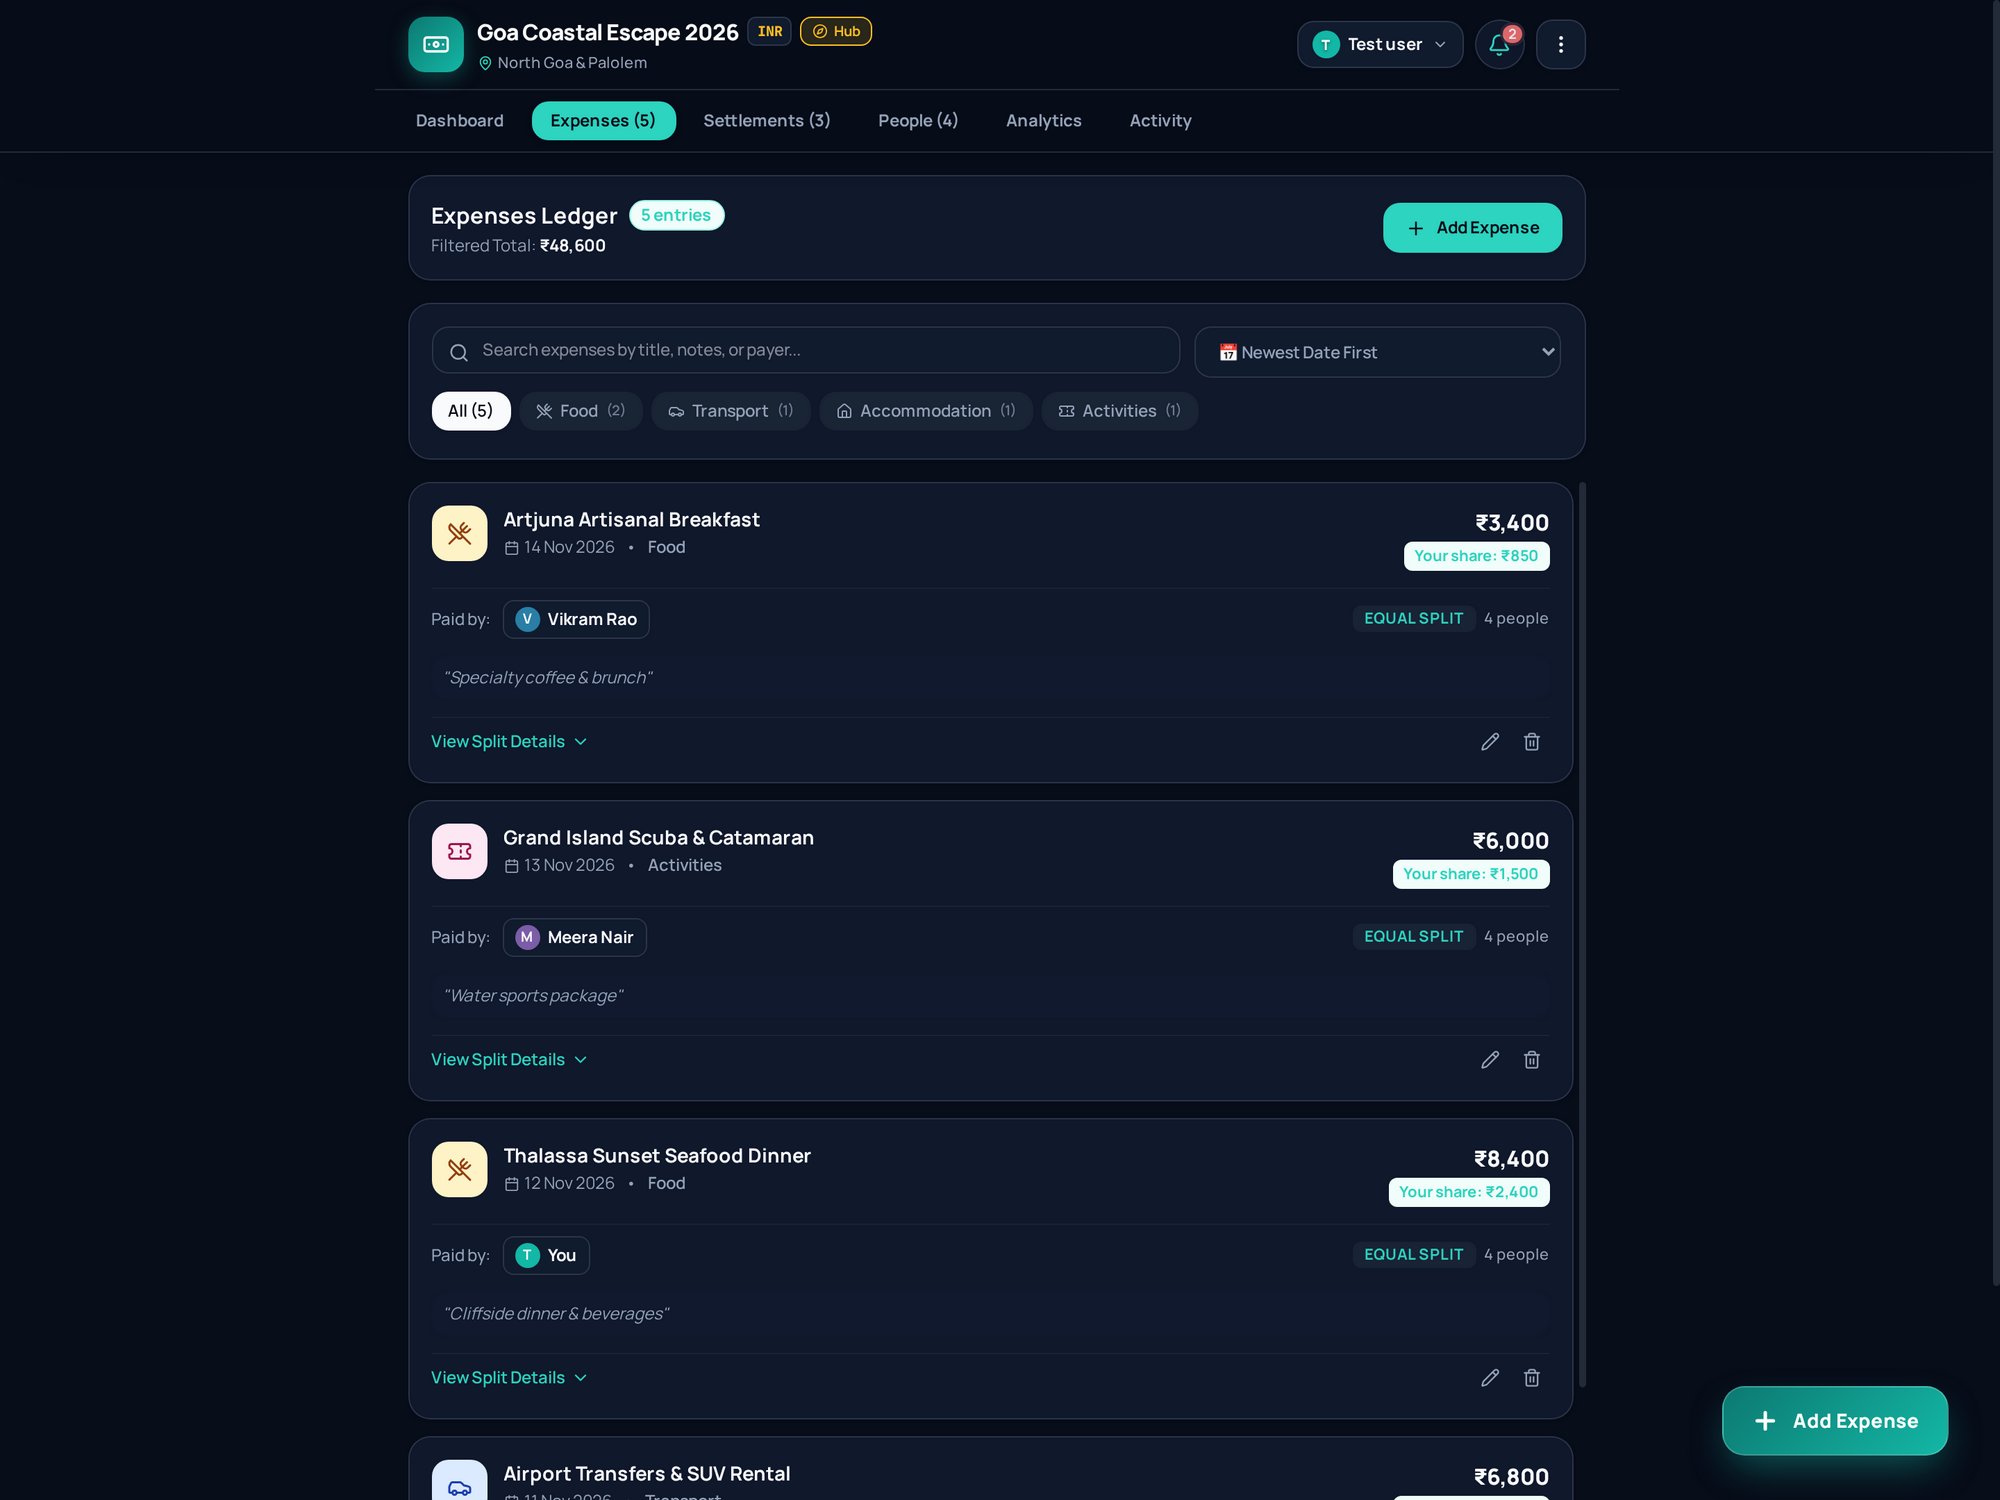 Goa Coastal Escape 2026 INR Hub
North Goa & Palolem
T Test user 2
Dashboard Expenses (5) Settlements (3) People (4) Analytics Activity
Expenses Ledger 5 entries
Filtered Total: ₹48,600
+ Add Expense
Search expenses by title, notes, or payer...
Newest Date First
All (5) Food (2) Transport (1) Accommodation (1) Activities (1)
Artjuna Artisanal Breakfast
14 Nov 2026 • Food
₹3,400
Your share: ₹850
Paid by: V Vikram Rao
EQUAL SPLIT 4 people
"Specialty coffee & brunch"
View Split Details
Grand Island Scuba & Catamaran
13 Nov 2026 • Activities
₹6,000
Your share: ₹1,500
Paid by: M Meera Nair
EQUAL SPLIT 4 people
"Water sports package"
View Split Details
Thalassa Sunset Seafood Dinner
12 Nov 2026 • Food
₹8,400
Your share: ₹2,400
Paid by: T You
EQUAL SPLIT 4 people
"Cliffside dinner & beverages"
View Split Details
+ Add Expense
Airport Transfers & SUV Rental
₹6,800
11 Nov 2026 • Transport